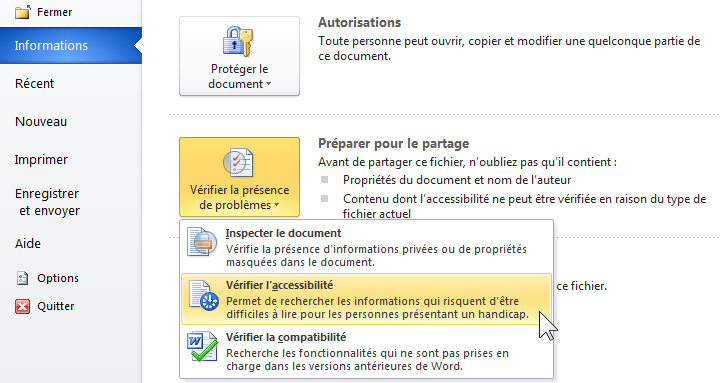 Fermer
Informations
Récent
Nouveau
Imprimer
Enregistrer
et envoyer
Aide
Options
Quitter
Protéger le
document
Autorisations
Toute personne peut ouvrir, copier et modifier une quelconque partie de
ce document.
Vérifier la présence
de problèmes
Préparer pour le partage
Avant de partager ce fichier, n'oubliez pas qu'il contient :
Propriétés du document et nom de l'auteur
Contenu dont l'accessibilité ne peut être vérifiée en raison du type de
fichier actuel
Inspecter le document
Vérifie la présence d'informations privées ou de propriétés
masquées dans le document.
Vérifier l'accessibilité
Permet de rechercher les informations qui risquent d'être
difficiles à lire pour les personnes présentant un handicap.
ce fichier.
Vérifier la compatibilité
Recherche les fonctionnalités qui ne sont pas prises en
charge dans les versions antérieures de Word.